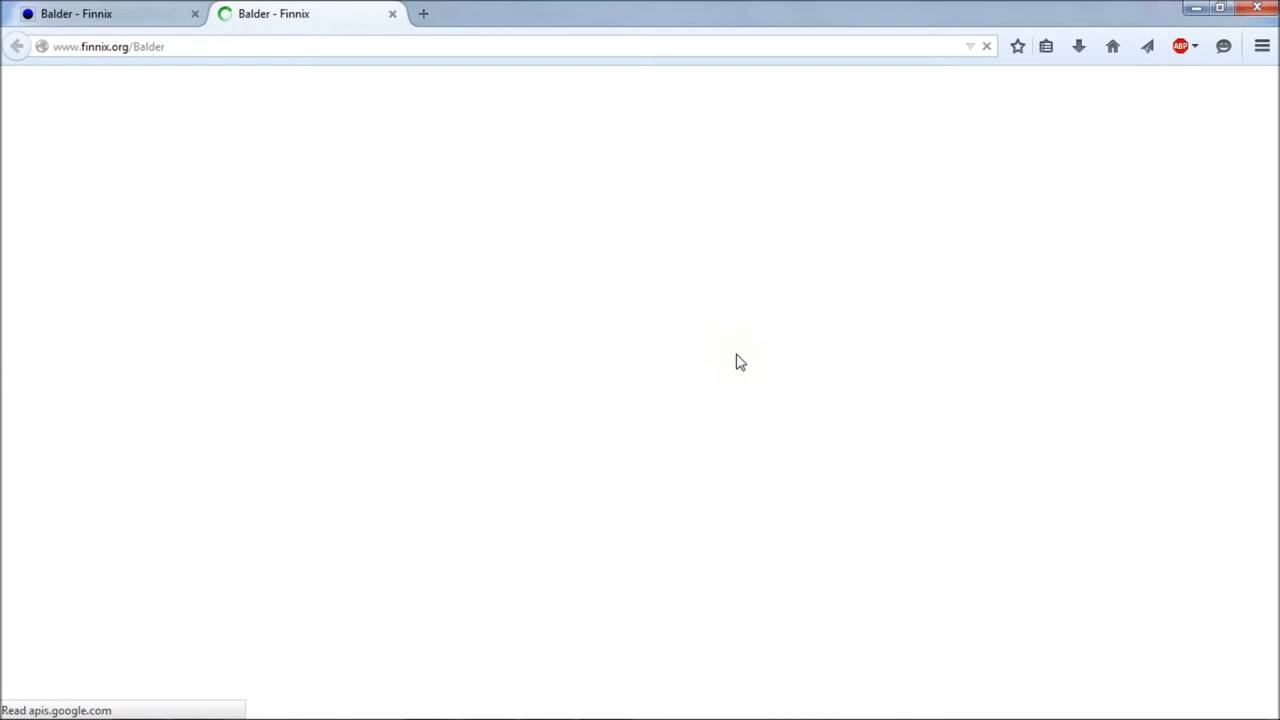 Balder - Finnix
Balder - Finnix
www.finnix.org/Balder
ABP
Read apis.google.com